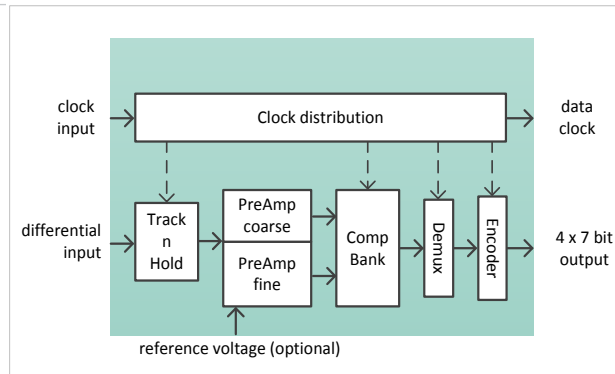 clock
input
Clock distribution
data
clock
differential
input
Track
n
Hold
PreAmp
coarse
PreAmp
fine
Comp
Bank
Demux
Encoder
4 x 7 bit
output
reference voltage (optional)